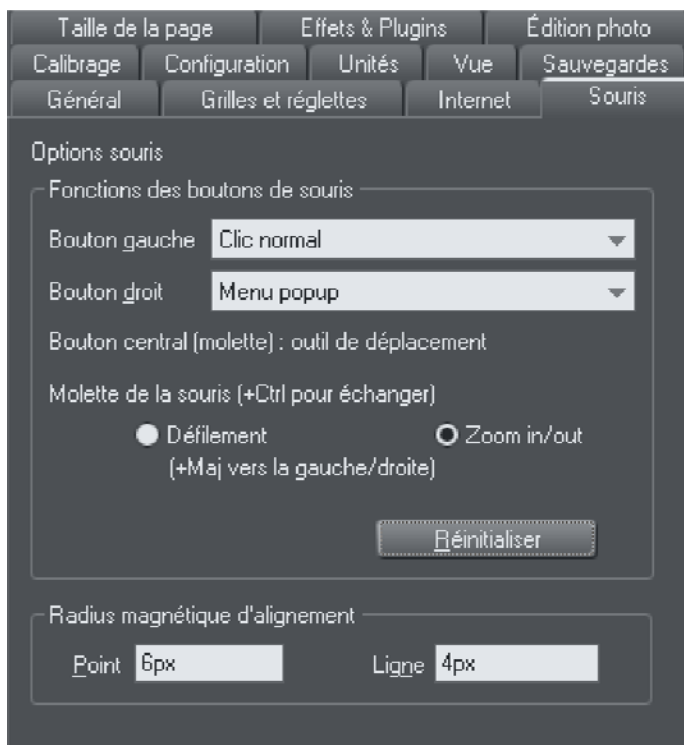 Taille de la page Effets & Plugins Édition photo
Calibrage Configuration Unités Vue Sauvegardes
Général Grilles et réglettes Internet Souris
Options souris
Fonctions des boutons de souris
Bouton gauche Clic normal
Bouton droit Menu popup
Bouton central (molette) : outil de déplacement
Molette de la souris (+Ctrl pour échanger)
Défilement Zoom in/out
(+Maj vers la gauche/droite)
Réinitialiser
Radius magnétique d'alignement
Point 6px Ligne 4px